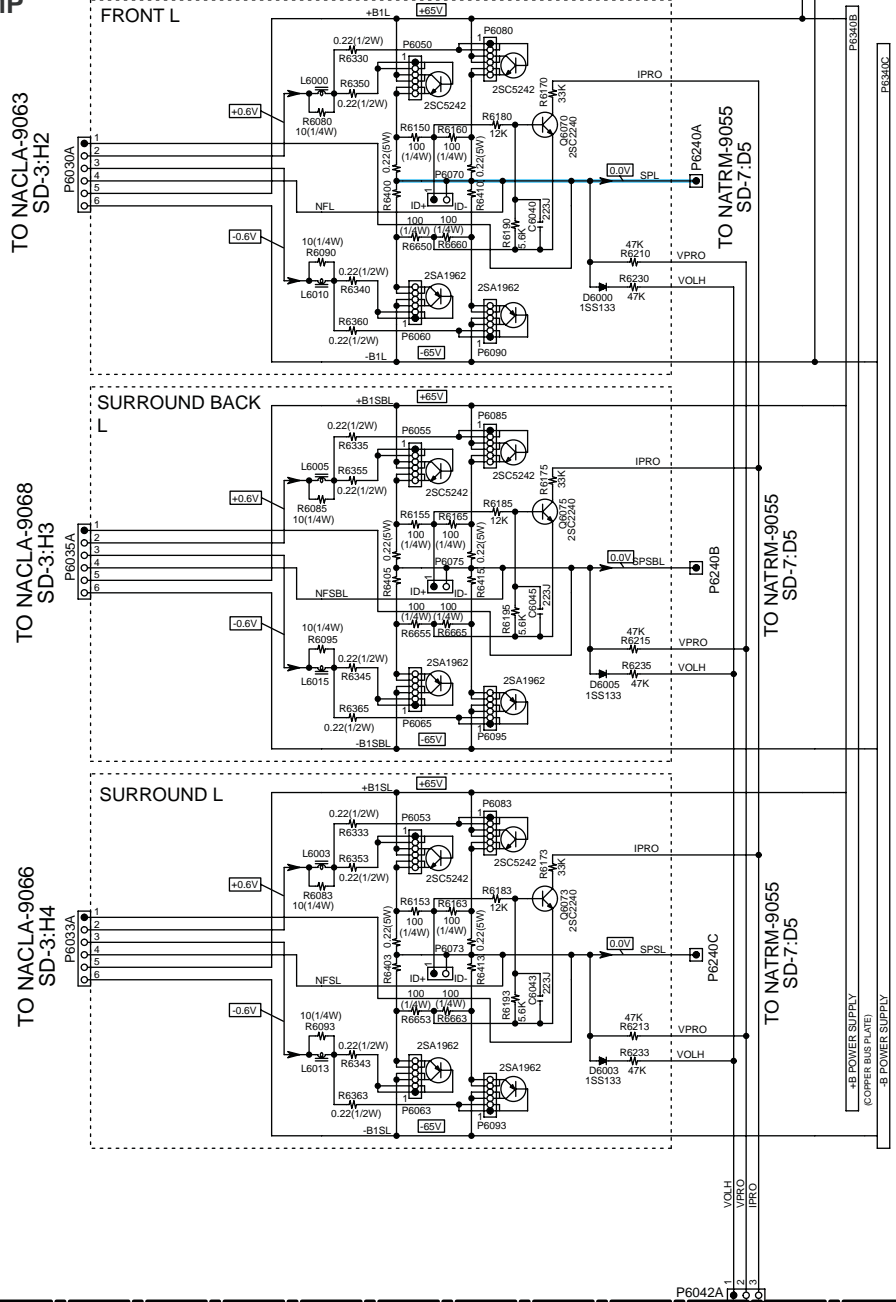 FRONT L
+B1L
+65V
P6340B
P6340C
0.22(1/2W)
R6330
P6050
P6080
1
1
L6000
R6350
0.22(1/2W)
2SC5242
2SC5242
R6080
10(1/4W)
+0.6V
R6170
33K
IPRO
R6180
12K
Q6070
2SC2240
R6150
R6160
100
(1/4W)
100
(1/4W)
0.22(5W)
0.22(5W)
TO NACLA-9063
SD-3:H2
P6030A
1
2
3
4
5
6
P6070
1
R6400
R6410
ID+
ID-
NFL
0.0V
SPL
P6240A
TO NATRM-9055
SD-7:D5
C6040
223J
R6190
5.6K
100
(1/4W)
100
(1/4W)
R6650
R6660
-0.6V
10(1/4W)
R6090
L6010
0.22(1/2W)
R6340
2SA1962
2SA1962
47K
R6210
VPRO
R6230
47K
VOLH
D6000
1SS133
R6360
0.22(1/2W)
1
P6060
1
P6090
-B1L
-65V
SURROUND BACK
L
+B1SBL
+65V
0.22(1/2W)
R6335
P6055
P6085
1
1
L6005
R6355
0.22(1/2W)
2SC5242
2SC5242
R6085
10(1/4W)
+0.6V
R6175
33K
IPRO
R6185
12K
Q6075
2SC2240
R6155
R6165
100
(1/4W)
100
(1/4W)
0.22(5W)
0.22(5W)
TO NACLA-9068
SD-3:H3
P6035A
1
2
3
4
5
6
P6075
1
R6405
R6415
ID+
ID-
NFSBL
0.0V
SPSBL
P6240B
TO NATRM-9055
SD-7:D5
C6045
223J
R6195
5.6K
100
(1/4W)
100
(1/4W)
R6655
R6665
-0.6V
10(1/4W)
R6095
L6015
0.22(1/2W)
R6345
2SA1962
2SA1962
47K
R6215
VPRO
R6235
47K
VOLH
D6005
1SS133
R6365
0.22(1/2W)
1
P6065
1
P6095
-B1SBL
-65V
SURROUND L
+B1SL
+65V
0.22(1/2W)
R6333
P6053
P6083
1
1
L6003
R6353
0.22(1/2W)
2SC5242
2SC5242
R6083
10(1/4W)
+0.6V
R6173
33K
IPRO
R6183
12K
Q6073
2SC2240
R6153
R6163
100
(1/4W)
100
(1/4W)
0.22(5W)
0.22(5W)
TO NACLA-9066
SD-3:H4
P6033A
1
2
3
4
5
6
P6073
1
R6403
R6413
ID+
ID-
NFSL
0.0V
SPSL
P6240C
TO NATRM-9055
SD-7:D5
C6043
223J
R6193
5.6K
100
(1/4W)
100
(1/4W)
R6653
R6663
-0.6V
10(1/4W)
R6093
L6013
0.22(1/2W)
R6343
2SA1962
2SA1962
47K
R6213
VPRO
R6233
47K
VOLH
D6003
1SS133
R6363
0.22(1/2W)
1
P6063
1
P6093
-B1SL
-65V
+B POWER SUPPLY
(COPPER BUS PLATE)
-B POWER SUPPLY
VOLH
VPRO
IPRO
P6042A
1
2
3